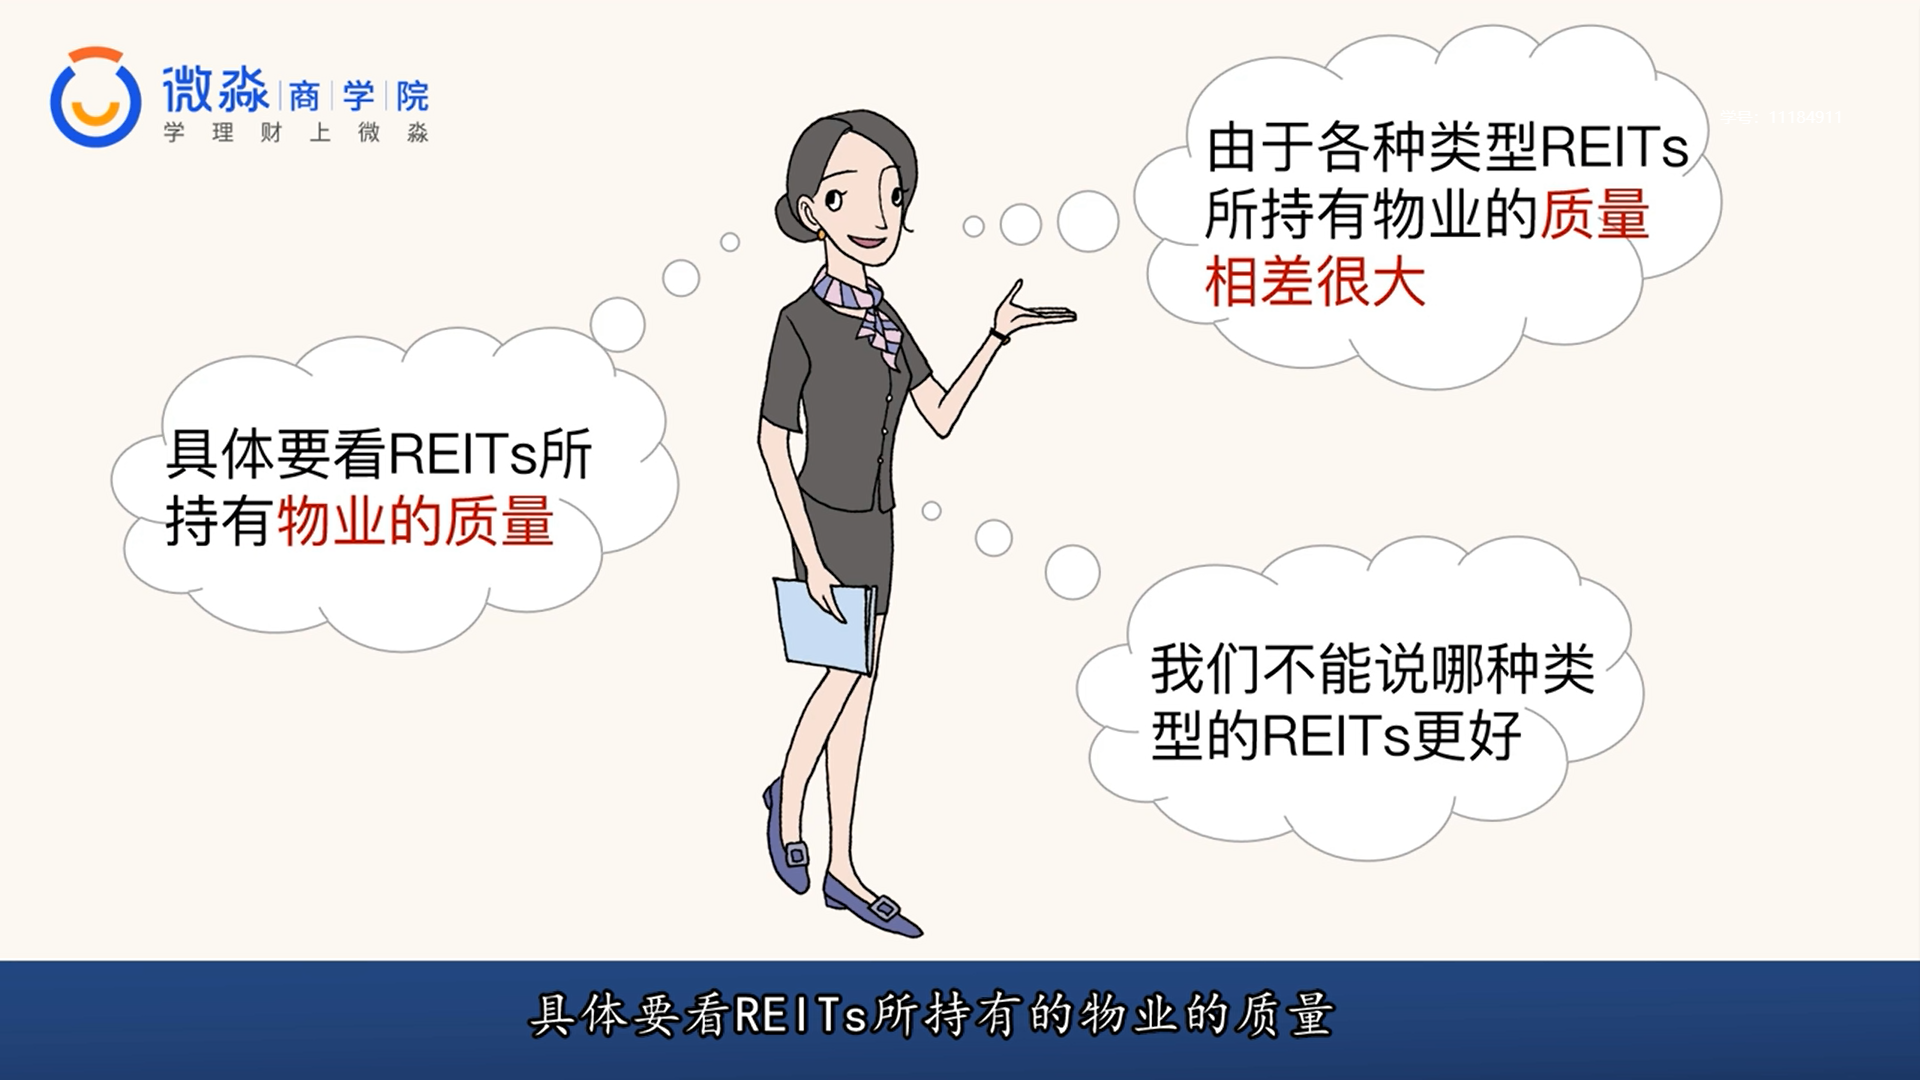 微淼|商|学|院
学理财上微淼
由于各种类型REITs
所持有物业的质量
相差很大
具体要看REITs所
持有物业的质量
我们不能说哪种类
型的REITs更好
具体要看REITs所持有的物业的质量